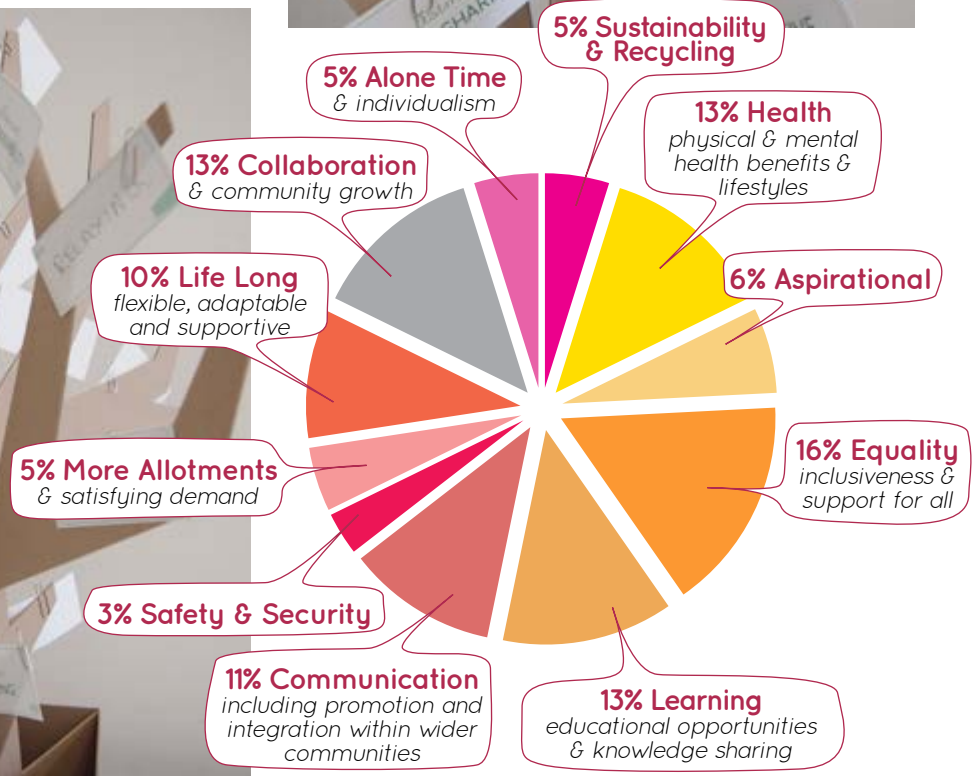 SHAR
5% Sustainability
& Recycling
5% Alone Time
& individualism
13% Health
physical & mental
health benefits &
lifestyles
13% Collaboration
& community growth
10% Life Long
flexible, adaptable
and supportive
6% Aspirational
16% Equality
inclusiveness &
support for all
5% More Allotments
& satisfying demand
3% Safety & Security
11% Communication
including promotion and
integration within wider
communities
13% Learning
educational opportunities
& knowledge sharing